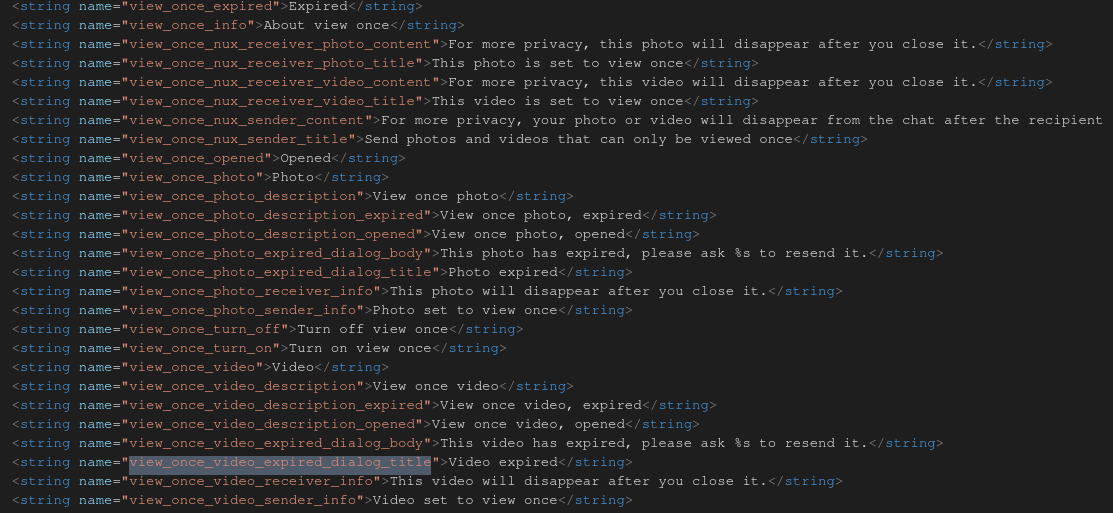 <string name="view_once_expired">Expired</string>
<string name="view_once_info">About view once</string>
<string name="view_once_nux_receiver_photo_content">For more privacy, this photo will disappear after you close it.</string>
<string name="view_once_nux_receiver_photo_title">This photo is set to view once</string>
<string name="view_once_nux_receiver_video_content">For more privacy, this video will disappear after you close it.</string>
<string name="view_once_nux_receiver_video_title">This video is set to view once</string>
<string name="view_once_nux_sender_content">For more privacy, your photo or video will disappear from the chat after the recipient
<string name="view_once_nux_sender_title">Send photos and videos that can only be viewed once</string>
<string name="view_once_opened">Opened</string>
<string name="view_once_photo">Photo</string>
<string name="view_once_photo_description">View once photo</string>
<string name="view_once_photo_description_expired">View once photo, expired</string>
<string name="view_once_photo_description_opened">View once photo, opened</string>
<string name="view_once_photo_expired_dialog_body">This photo has expired, please ask %s to resend it.</string>
<string name="view_once_photo_expired_dialog_title">Photo expired</string>
<string name="view_once_photo_receiver_info">This photo will disappear after you close it.</string>
<string name="view_once_photo_sender_info">Photo set to view once</string>
<string name="view_once_turn_off">Turn off view once</string>
<string name="view_once_turn_on">Turn on view once</string>
<string name="view_once_video">Video</string>
<string name="view_once_video_description">View once video</string>
<string name="view_once_video_description_expired">View once video, expired</string>
<string name="view_once_video_description_opened">View once video, opened</string>
<string name="view_once_video_expired_dialog_body">This video has expired, please ask %s to resend it.</string>
<string name="view_once_video_expired_dialog_title">Video expired</string>
<string name="view_once_video_receiver_info">This video will disappear after you close it.</string>
<string name="view_once_video_sender_info">Video set to view once</string>